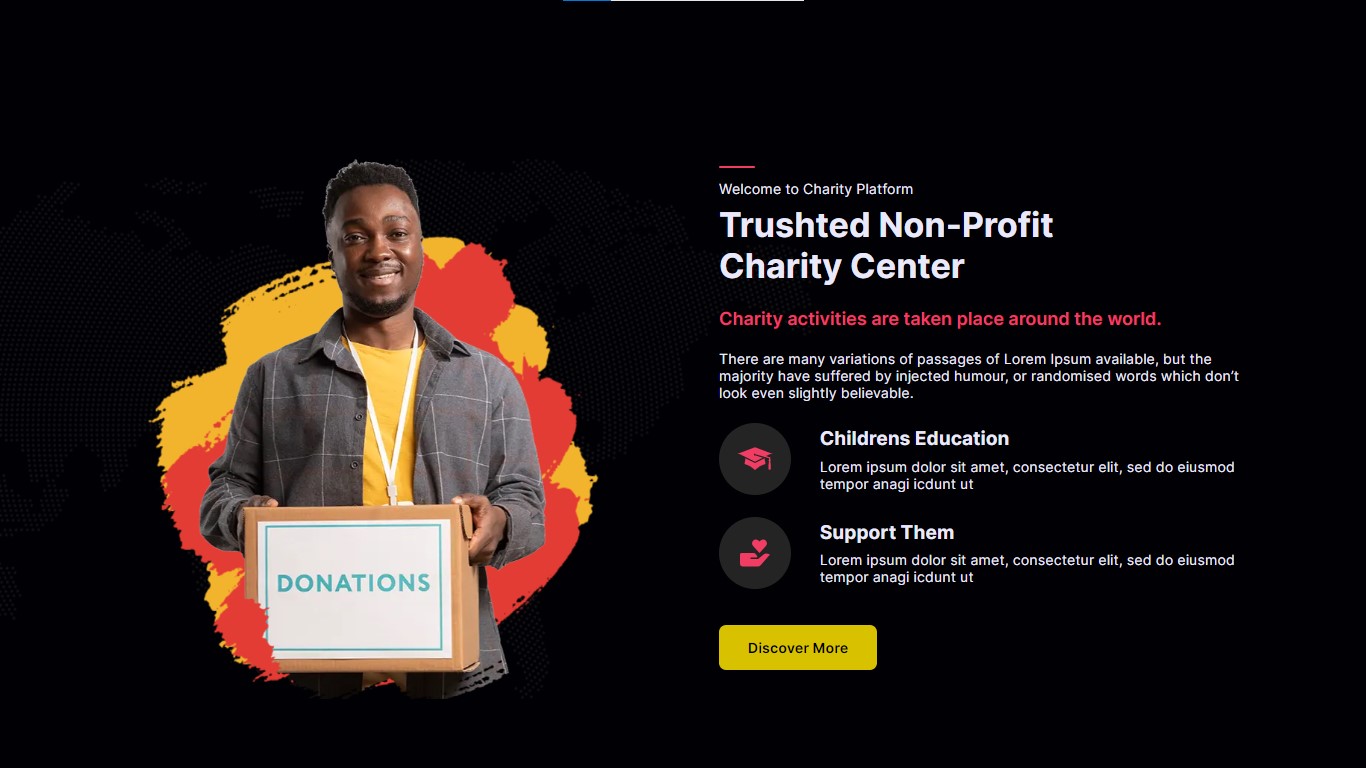 Welcome to Charity Platform
Trushted Non-Profit
Charity Center
Charity activities are taken place around the world.
There are many variations of passages of Lorem Ipsum available, but the
majority have suffered by injected humour, or randomised words which don’t
look even slightly believable.
Childrens Education
Lorem ipsum dolor sit amet, consectetur elit, sed do eiusmod
tempor anagi icdunt ut
Support Them
Lorem ipsum dolor sit amet, consectetur elit, sed do eiusmod
tempor anagi icdunt ut
Discover More
DONATIONS